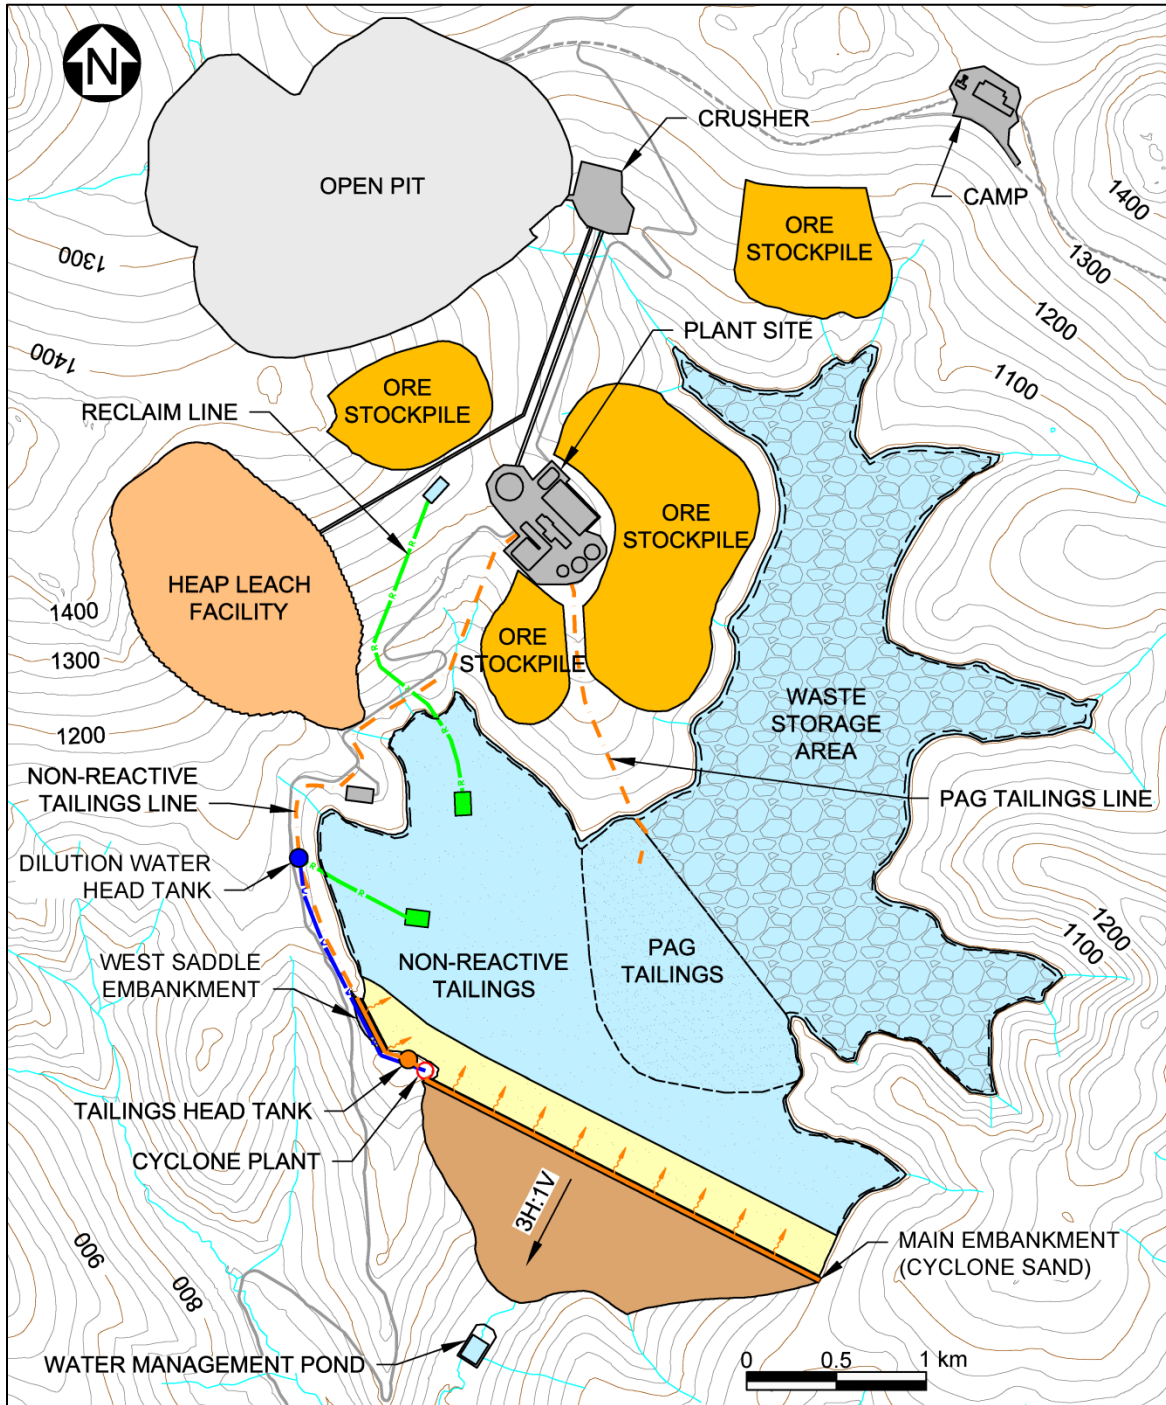 N
CRUSHER
OPEN PIT
CAMP
1400
ORE
STOCKPILE
1300
1300
1200
PLANT SITE
1400
1100
ORE
STOCKPILE
RECLAIM LINE
ORE
STOCKPILE
HEAP LEACH
FACILITY
1400
ORE
STOCKPILE
1300
WASTE
STORAGE
AREA
1200
NON-REACTIVE
TAILINGS LINE
PAG TAILINGS LINE
DILUTION WATER
HEAD TANK
1200
1100
WEST SADDLE
EMBANKMENT
NON-REACTIVE
TAILINGS
PAG
TAILINGS
TAILINGS HEAD TANK
CYCLONE PLANT
3H:1V
MAIN EMBANKMENT
(CYCLONE SAND)
900
800
WATER MANAGEMENT POND
0 0.5 1 km
R
R
R
R
R
R
R